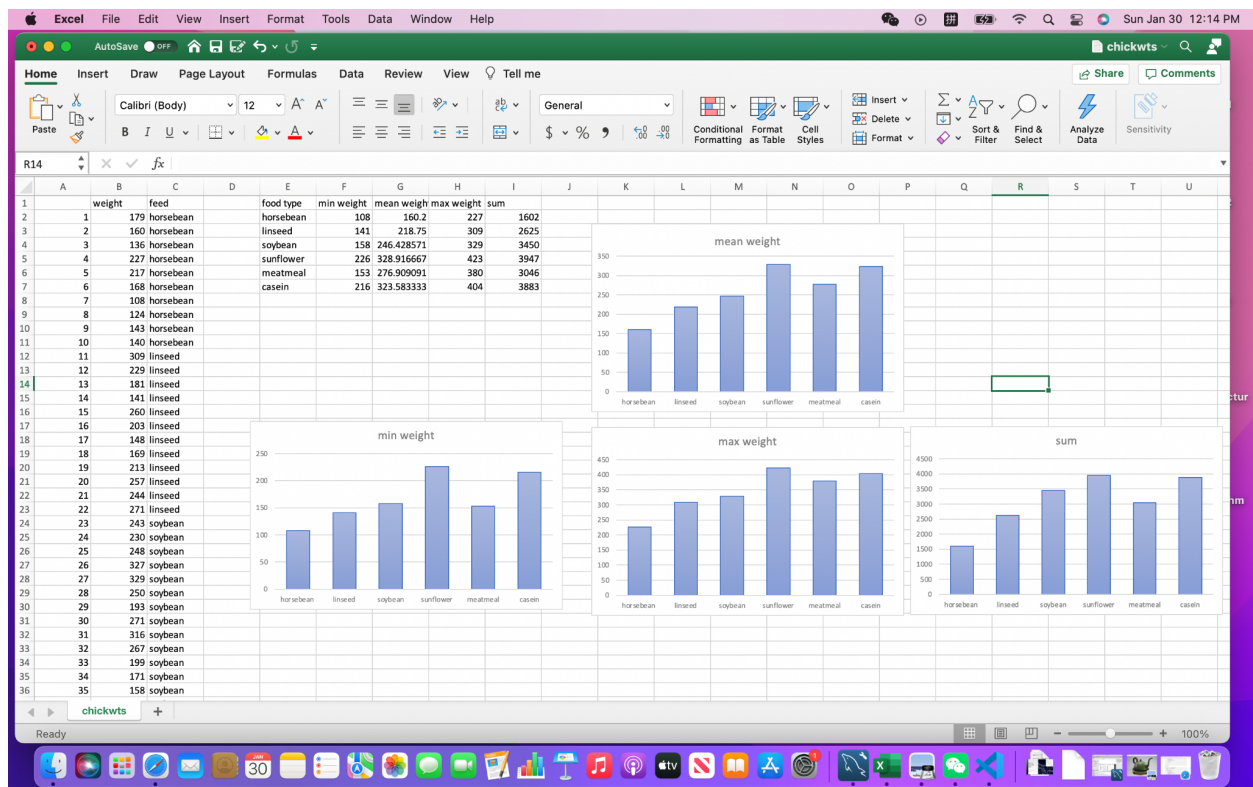 Excel File Edit View Insert Format Tools Data Window Help Sun Jan 30 12:14 PM
AutoSave OFF chickwts
Home Insert Draw Page Layout Formulas Data Review View Tell me Share Comments
Paste Calibri (Body) 12 General Conditional Formatting Format as Table Cell Styles Insert Delete Format Sort & Filter Find & Select Analyze Data Sensitivity
R14 fx
A B C D E F G H I J K L M N O P Q R S T U
1 weight feed food type min weight mean weigh max weight sum
2 1 179 horsebean horsebean 108 160.2 227 1602
3 2 160 horsebean linseed 141 218.75 309 2625
4 3 136 horsebean soybean 158 246.428571 329 3450
5 4 227 horsebean sunflower 226 328.916667 423 3947
6 5 217 horsebean meatmeal 153 276.909091 380 3046
7 6 168 horsebean casein 216 323.583333 404 3883
8 7 108 horsebean
9 8 124 horsebean
10 9 143 horsebean
11 10 140 horsebean
12 11 309 linseed
13 12 229 linseed
14 13 181 linseed
15 14 141 linseed
16 15 260 linseed
17 16 203 linseed
18 17 148 linseed
19 18 169 linseed
20 19 213 linseed
21 20 257 linseed
22 21 244 linseed
23 22 271 linseed
24 23 243 soybean
25 24 230 soybean
26 25 248 soybean
27 26 327 soybean
28 27 329 soybean
29 28 250 soybean
30 29 193 soybean
31 30 271 soybean
32 31 316 soybean
33 32 267 soybean
34 33 199 soybean
35 34 171 soybean
36 35 158 soybean
mean weight
350
300
250
200
150
100
50
0
horsebean linseed soybean sunflower meatmeal casein
min weight
250
200
150
100
50
0
horsebean linseed soybean sunflower meatmeal casein
max weight
450
400
350
300
250
200
150
100
50
0
horsebean linseed soybean sunflower meatmeal casein
sum
4500
4000
3500
3000
2500
2000
1500
1000
500
0
horsebean linseed soybean sunflower meatmeal casein
chickwts
Ready 100%
JAN
30
tv